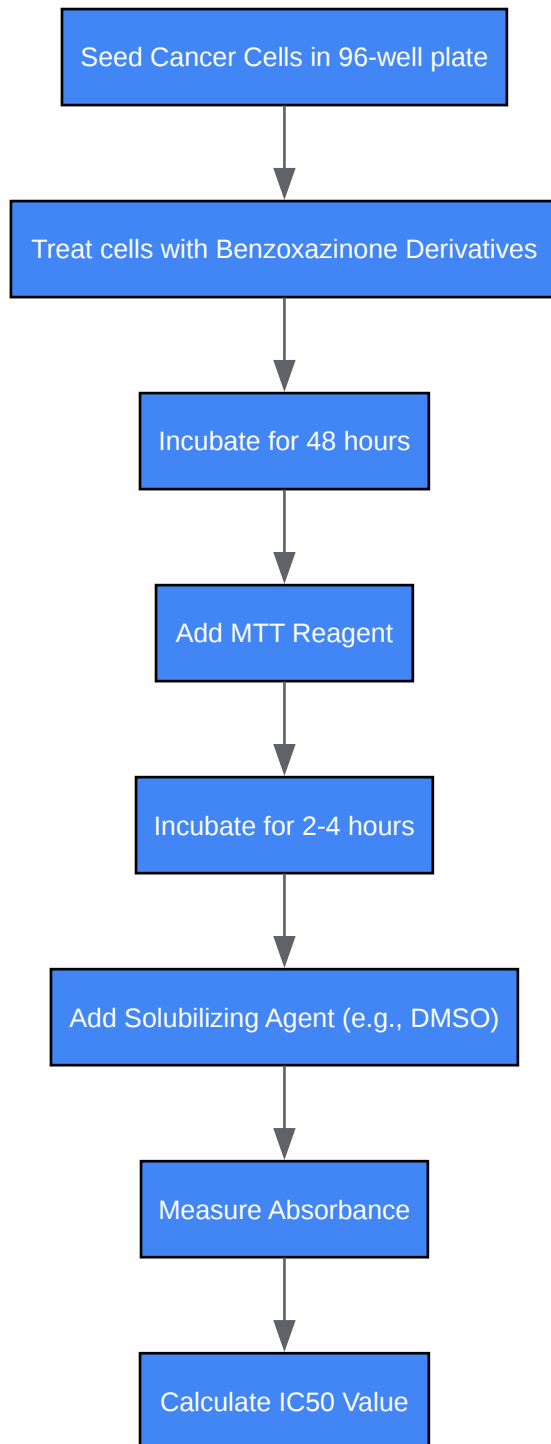 Seed Cancer Cells in 96-well plate
Treat cells with Benzoxazinone Derivatives
Incubate for 48 hours
Add MTT Reagent
Incubate for 2-4 hours
Add Solubilizing Agent (e.g., DMSO)
Measure Absorbance
Calculate IC50 Value